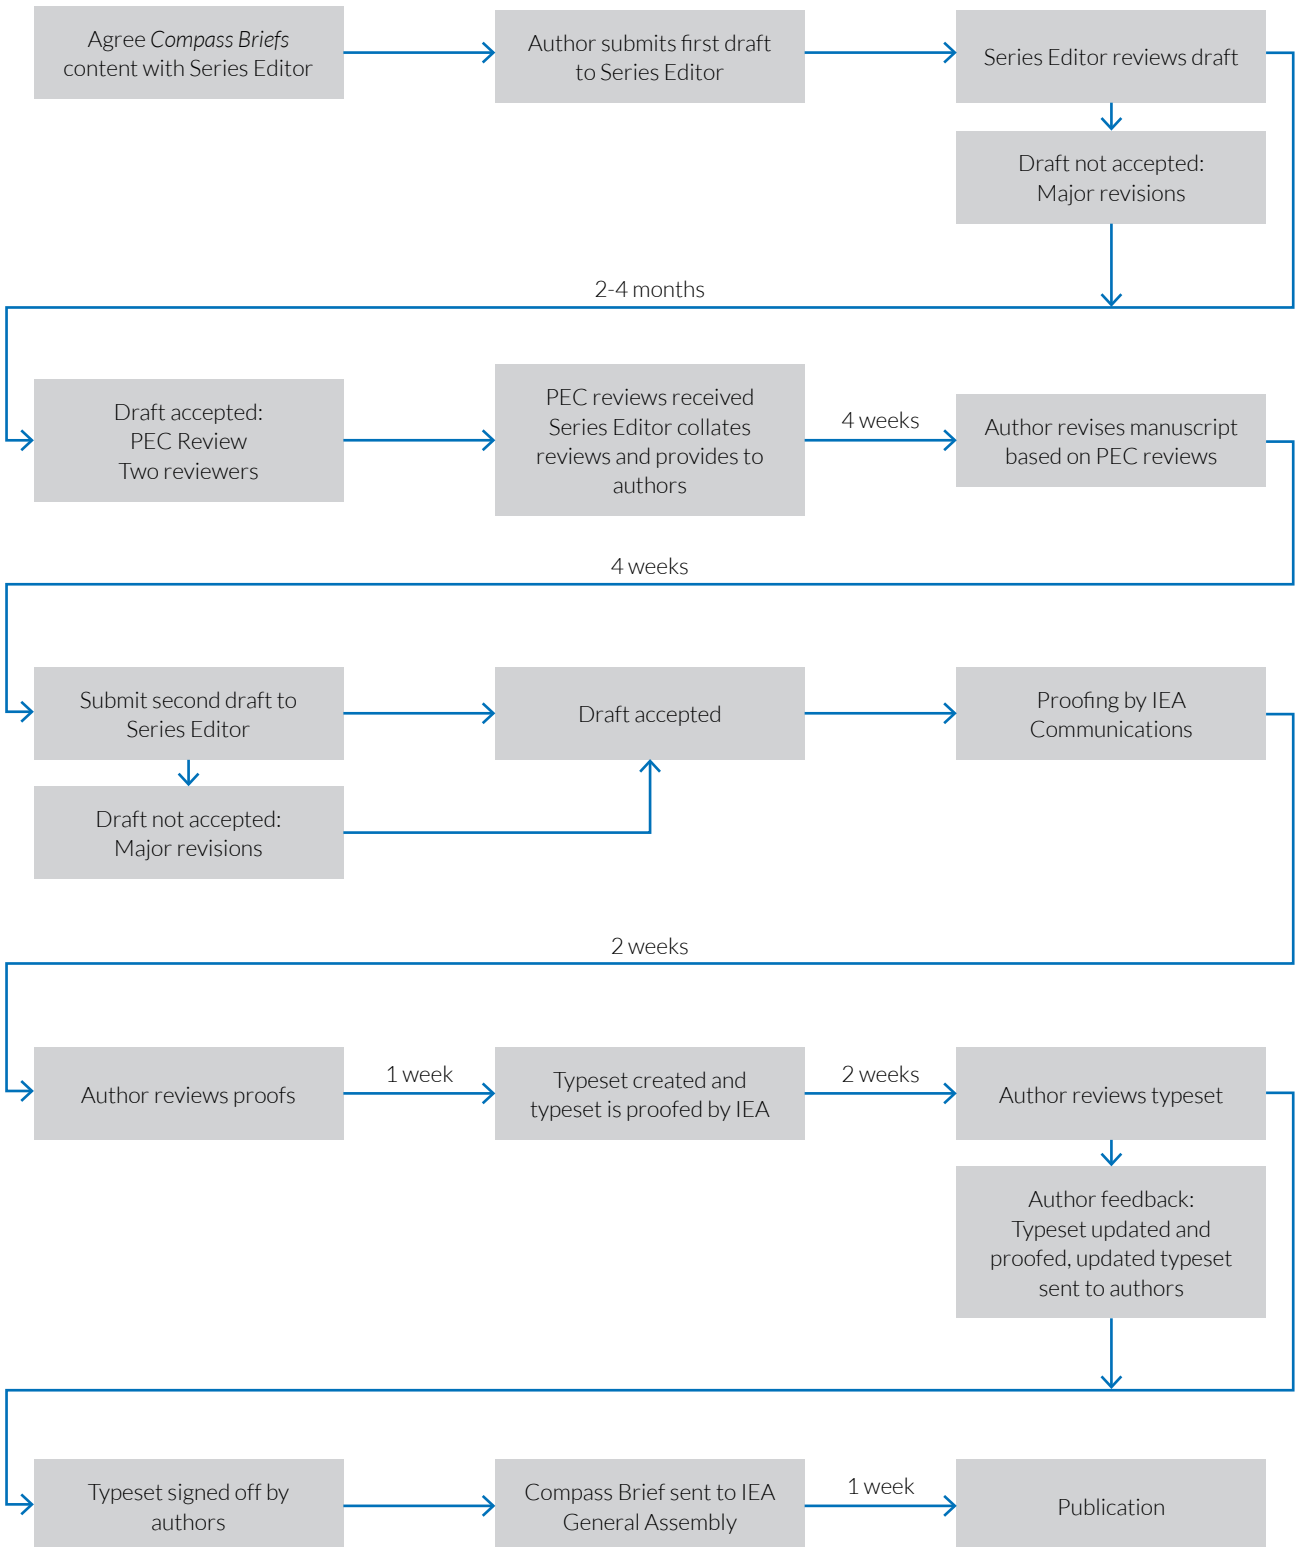 Agree Compass Briefs
content with Series Editor
Author submits first draft
to Series Editor
Series Editor reviews draft
Draft not accepted:
Major revisions
2-4 months
Draft accepted:
PEC Review
Two reviewers
PEC reviews received
Series Editor collates
reviews and provides to
authors
4 weeks
Author revises manuscript
based on PEC reviews
4 weeks
Submit second draft to
Series Editor
Draft accepted
Proofing by IEA
Communications
Draft not accepted:
Major revisions
2 weeks
Author reviews proofs
1 week
Typeset created and
typeset is proofed by IEA
2 weeks
Author reviews typeset
Author feedback:
Typeset updated and
proofed, updated typeset
sent to authors
Typeset signed off by
authors
Compass Brief sent to IEA
General Assembly
1 week
Publication